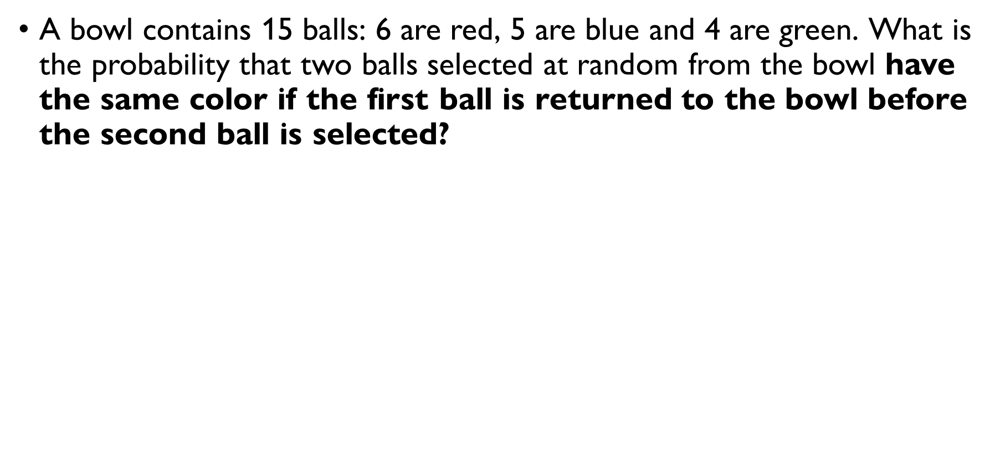 • A bowl contains 15 balls: 6 are red, 5 are blue and 4 are green. What is
the probability that two balls selected at random from the bowl have
the same color if the first ball is returned to the bowl before
the second ball is selected?